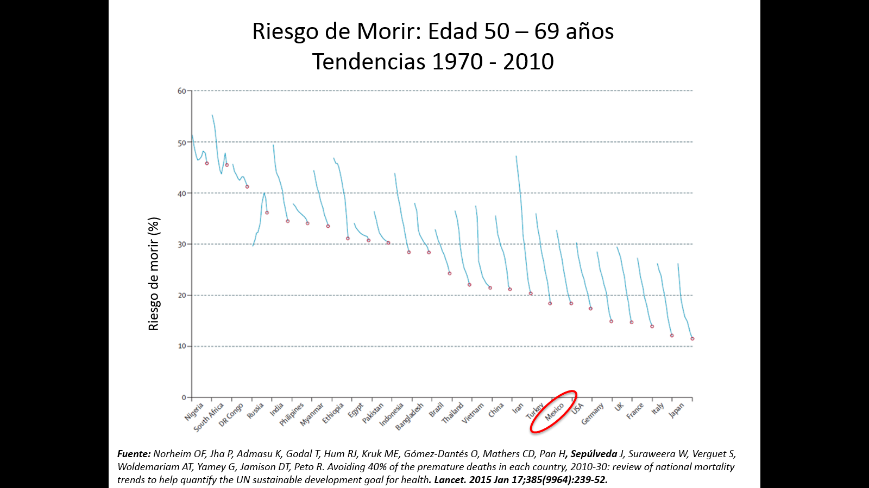 Riesgo de Morir: Edad 50 – 69 años
Tendencias 1970 - 2010
Riesgo de morir (%)
60
50
40
30
20
10
0
Nigeria
South Africa
DR Congo
Russia
India
Philipines
Myanmar
Ethiopia
Egypt
Pakistan
Indonesia
Bangladesh
Brazil
Thailand
Vietnam
China
Iran
Turkey
Mexico
USA
Germany
UK
France
Italy
Japan
Fuente: Norheim OF, Jha P, Admasu K, Godal T, Hum RJ, Kruk ME, Gómez-Dantés O, Mathers CD, Pan H, Sepúlveda J, Suraweera W, Verguet S,
Woldemariam AT, Yamey G, Jamison DT, Peto R. Avoiding 40% of the premature deaths in each country, 2010-30: review of national mortality
trends to help quantify the UN sustainable development goal for health. Lancet. 2015 Jan 17;385(9964):239-52.